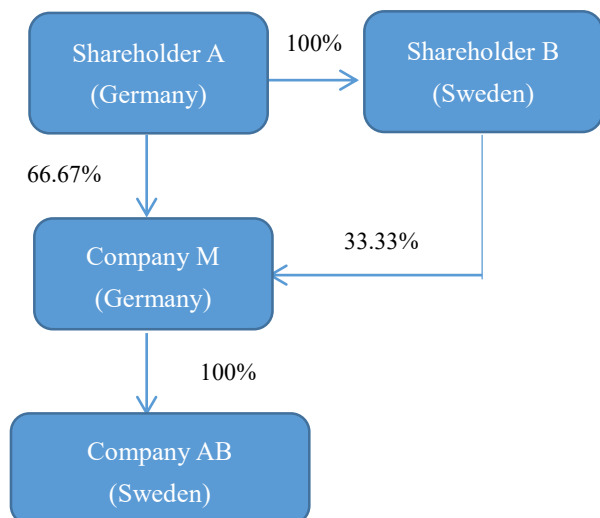 Shareholder A
(Germany)
100%
Shareholder B
(Sweden)
66.67%
Company M
(Germany)
33.33%
100%
Company AB
(Sweden)